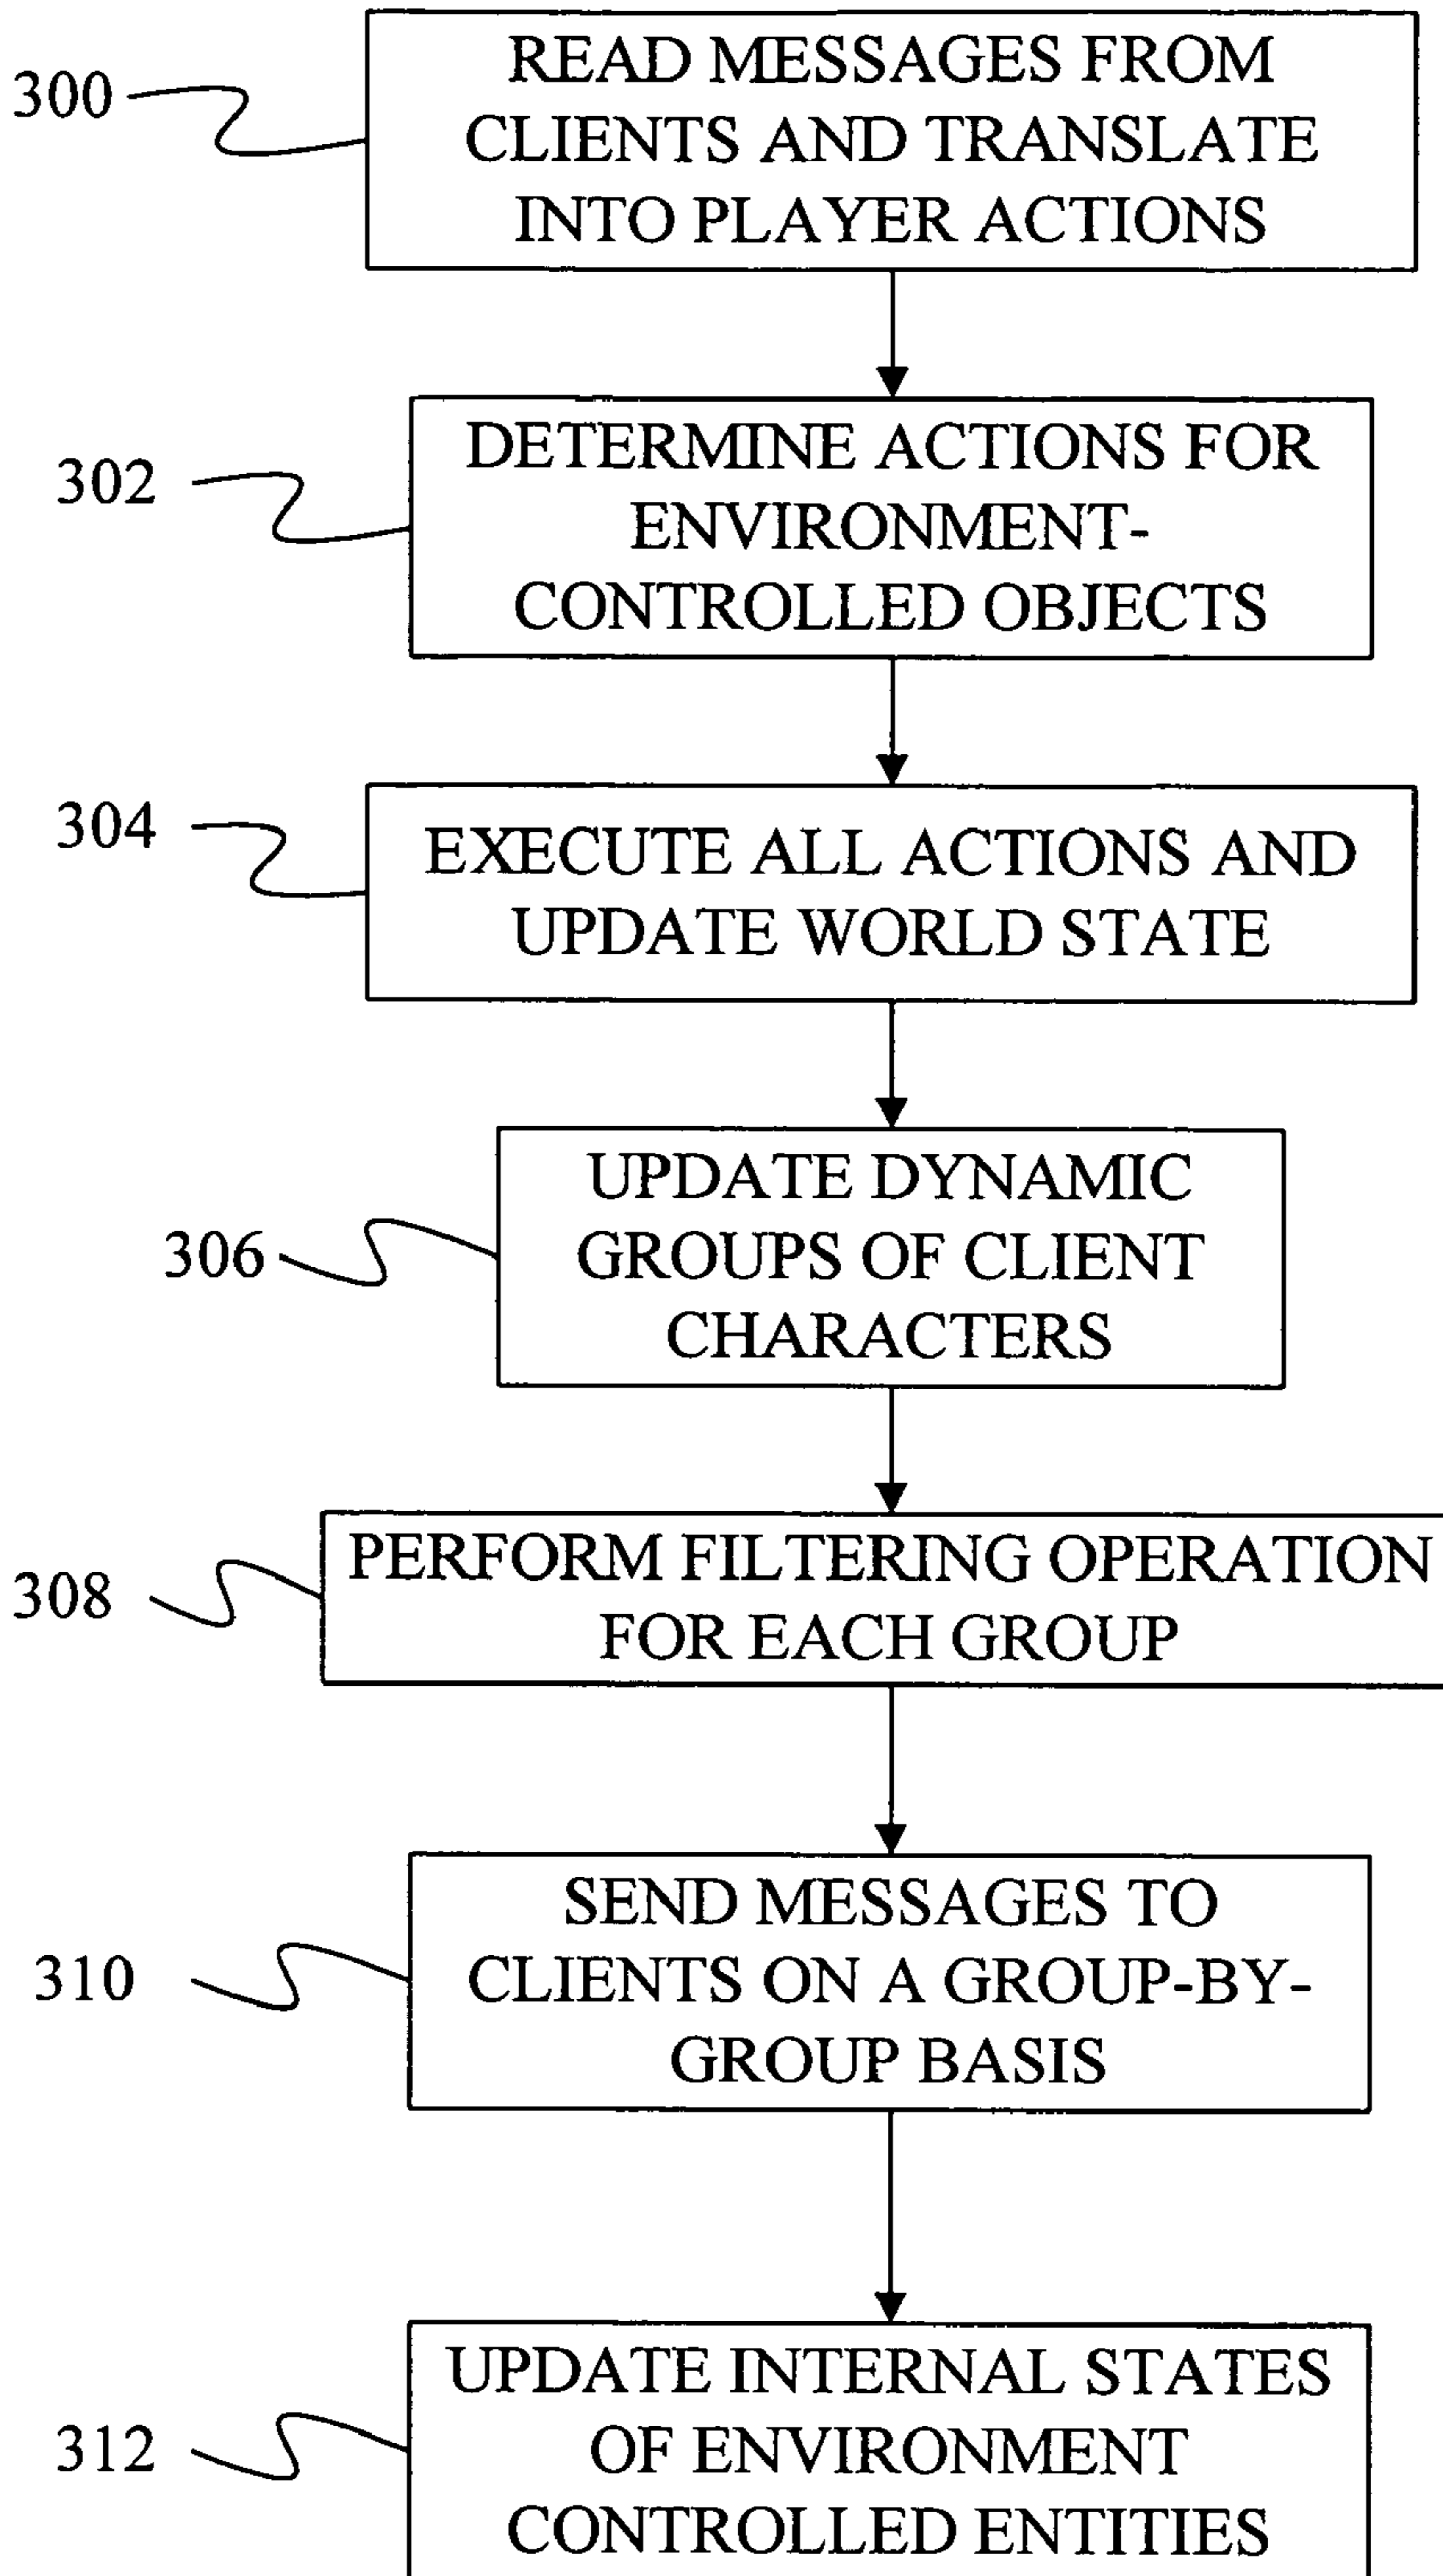 300
READ MESSAGES FROM
CLIENTS AND TRANSLATE
INTO PLAYER ACTIONS
302
DETERMINE ACTIONS FOR
ENVIRONMENT-
CONTROLLED OBJECTS
304
EXECUTE ALL ACTIONS AND
UPDATE WORLD STATE
306
UPDATE DYNAMIC
GROUPS OF CLIENT
CHARACTERS
308
PERFORM FILTERING OPERATION
FOR EACH GROUP
310
SEND MESSAGES TO
CLIENTS ON A GROUP-BY-
GROUP BASIS
312
UPDATE INTERNAL STATES
OF ENVIRONMENT
CONTROLLED ENTITIES